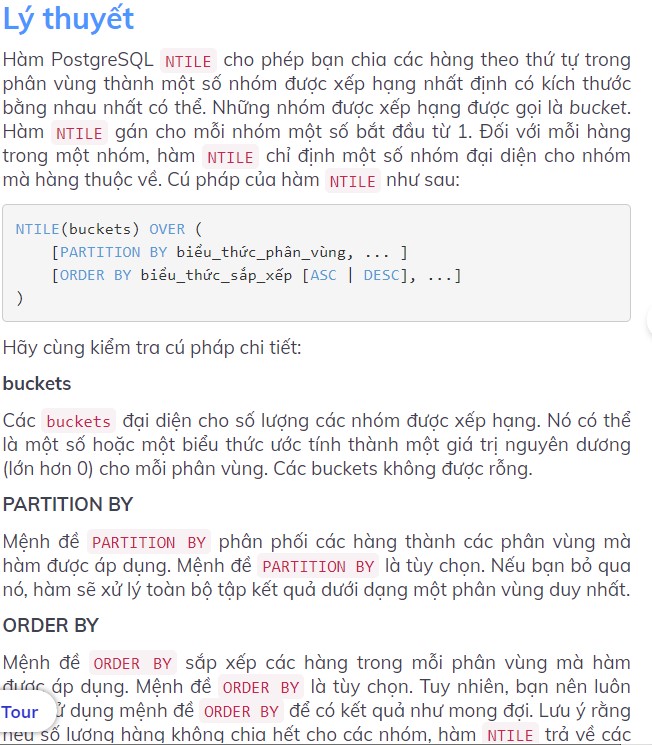 Lý thuyết
Hàm PostgreSQL NTILE cho phép bạn chia các hàng theo thứ tự trong
phân vùng thành một số nhóm được xếp hạng nhất định có kích thước
bằng nhau nhất có thể. Những nhóm được xếp hạng được gọi là bucket.
Hàm NTILE gán cho mỗi nhóm một số bắt đầu từ 1. Đối với mỗi hàng
trong một nhóm, hàm NTILE chỉ định một số nhóm đại diện cho nhóm
mà hàng thuộc về. Cú pháp của hàm NTILE như sau:
NTILE(buckets) OVER (
[PARTITION BY biểu_thức_phân_vùng, ... ]
[ORDER BY biểu_thức_sắp_xếp [ASC | DESC], ...]
)
Hãy cùng kiểm tra cú pháp chi tiết:
buckets
Các buckets đại diện cho số lượng các nhóm được xếp hạng. Nó có thể
là một số hoặc một biểu thức ước tính thành một giá trị nguyên dương
(lớn hơn 0) cho mỗi phân vùng. Các buckets không được rỗng.
PARTITION BY
Mệnh đề PARTITION BY phân phối các hàng thành các phân vùng mà
hàm được áp dụng. Mệnh đề PARTITION BY là tùy chọn. Nếu bạn bỏ qua
nó, hàm sẽ xử lý toàn bộ tập kết quả dưới dạng một phân vùng duy nhất.
ORDER BY
Mệnh đề ORDER BY sắp xếp các hàng trong mỗi phân vùng mà hàm
được áp dụng. Mệnh đề ORDER BY là tùy chọn. Tuy nhiên, bạn nên luôn
Tour dụng mệnh đề ORDER BY để có kết quả như mong đợi. Lưu ý rằng
nếu số lượng hàng không chia hết cho các nhóm, hàm NTILE trả về các